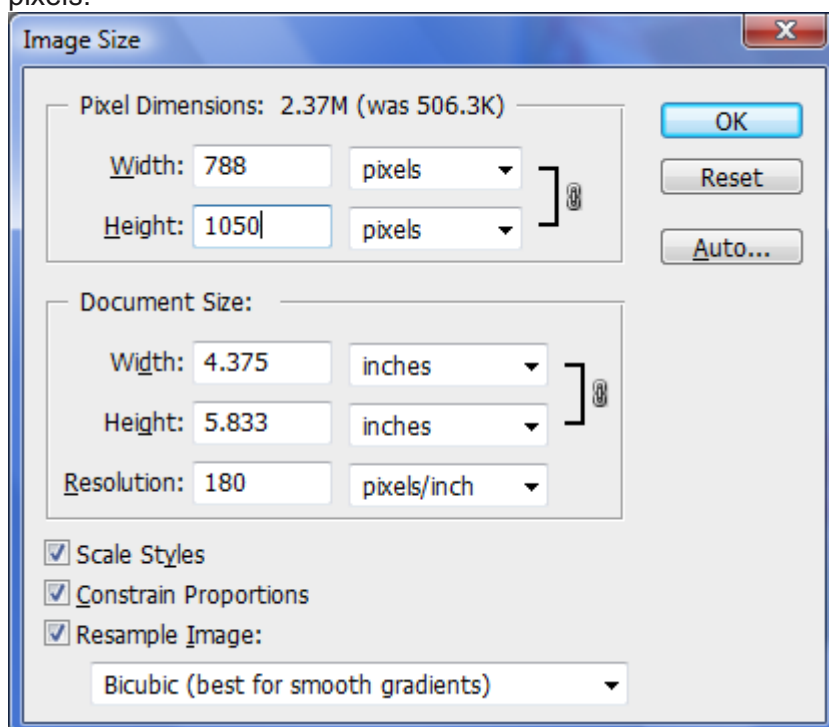 pixels.
Image Size
Pixel Dimensions: 2.37M (was 506.3K)
OK
Width: 788 pixels
Reset
Height: 1050 pixels
Auto...
Document Size:
Width: 4.375 inches
Height: 5.833 inches
Resolution: 180 pixels/inch
Scale Styles
Constrain Proportions
Resample Image:
Bicubic (best for smooth gradients)